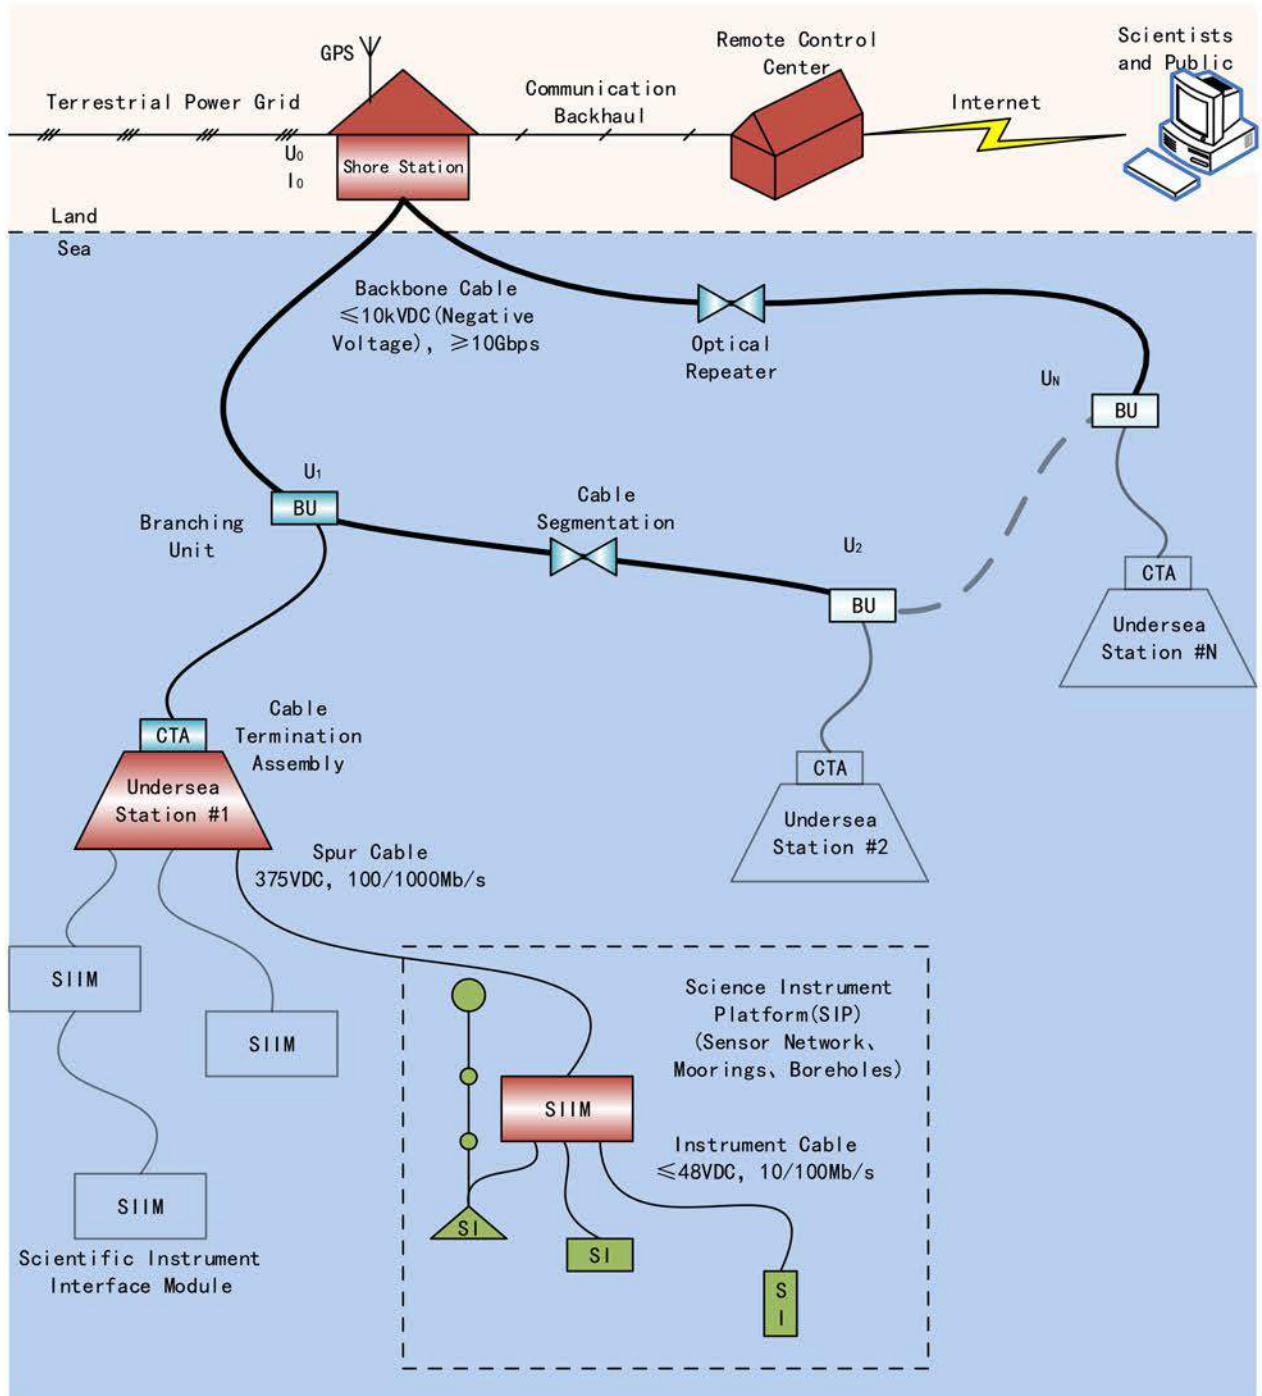 GPS
Terrestrial Power Grid
U₀
I₀
Shore Station
Communication
Backhaul
Remote Control
Center
Internet
Scientists
and Public
Land
Sea
Backbone Cable
≤10kVDC(Negative
Voltage), ≥10Gbps
Optical
Repeater
Uₙ
BU
U₁
BU
Branching
Unit
Cable
Segmentation
U₂
BU
CTA
Undersea
Station #N
CTA
Cable
Termination
Assembly
Undersea
Station #1
CTA
Undersea
Station #2
Spur Cable
375VDC, 100/1000Mb/s
SIIM
SIIM
SIIM
Scientific Instrument
Interface Module
Science Instrument
Platform(SIP)
(Sensor Network、
Moorings、Boreholes)
SIIM
Instrument Cable
≤48VDC, 10/100Mb/s
SI
SI
S
I